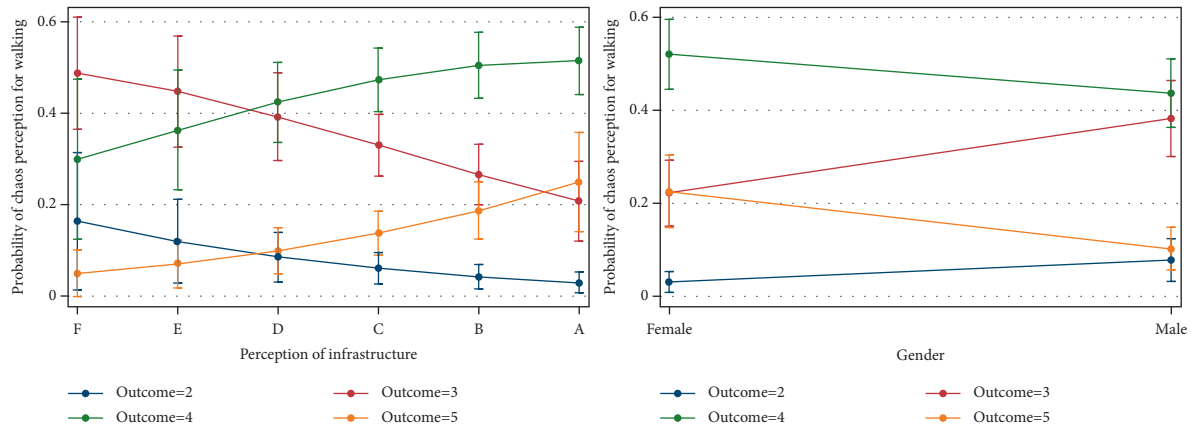 Probability of chaos perception for walking
0.6
0.4
0.2
0
F E D C B A
Perception of infrastructure
Outcome=2 Outcome=3
Outcome=4 Outcome=5
Probability of chaos perception for walking
0.6
0.4
0.2
0
Female Male
Gender
Outcome=2 Outcome=3
Outcome=4 Outcome=5